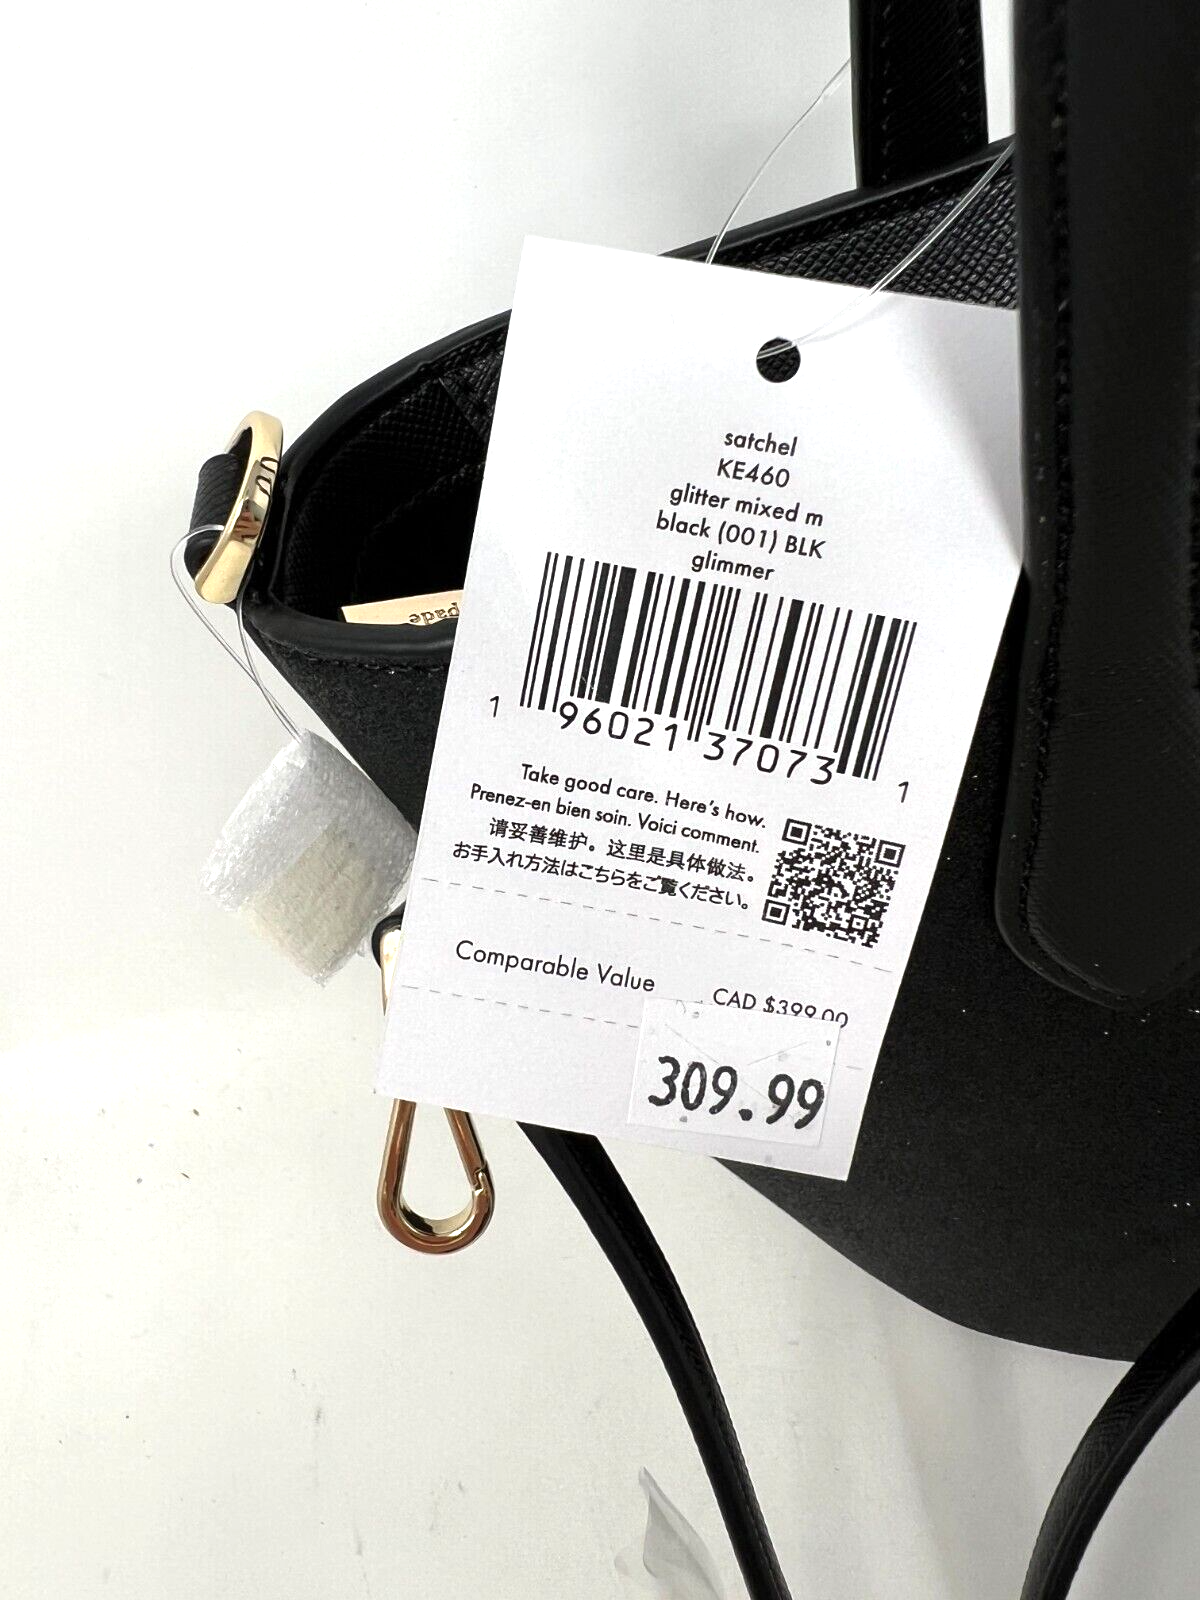 satchel
KE460
glitter mixed m
black (001) BLK
glimmer
pade
1 96021 37073 1
Take good care. Here's how.
Prenez-en bien soin. Voici comment.
请妥善维护。这里是具体做法。
お手入れ方法はこちらをご覧ください。
Comparable Value CAD $399.00
309.99